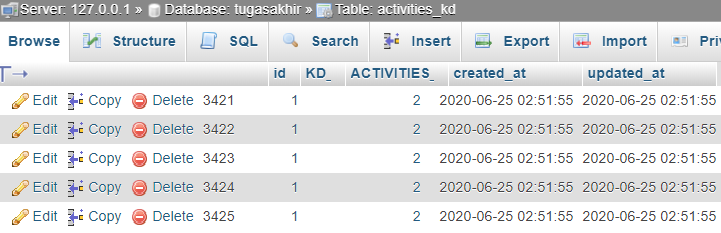 Server: 127.0.0.1 » Database: tugasakhir » Table: activities_kd
Browse Structure SQL Search Insert Export Import Priv
id KD_ ACTIVITIES_ created_at updated_at
Edit Copy Delete 3421 1 2 2020-06-25 02:51:55 2020-06-25 02:51:55
Edit Copy Delete 3422 1 2 2020-06-25 02:51:55 2020-06-25 02:51:55
Edit Copy Delete 3423 1 2 2020-06-25 02:51:55 2020-06-25 02:51:55
Edit Copy Delete 3424 1 2 2020-06-25 02:51:55 2020-06-25 02:51:55
Edit Copy Delete 3425 1 2 2020-06-25 02:51:55 2020-06-25 02:51:55